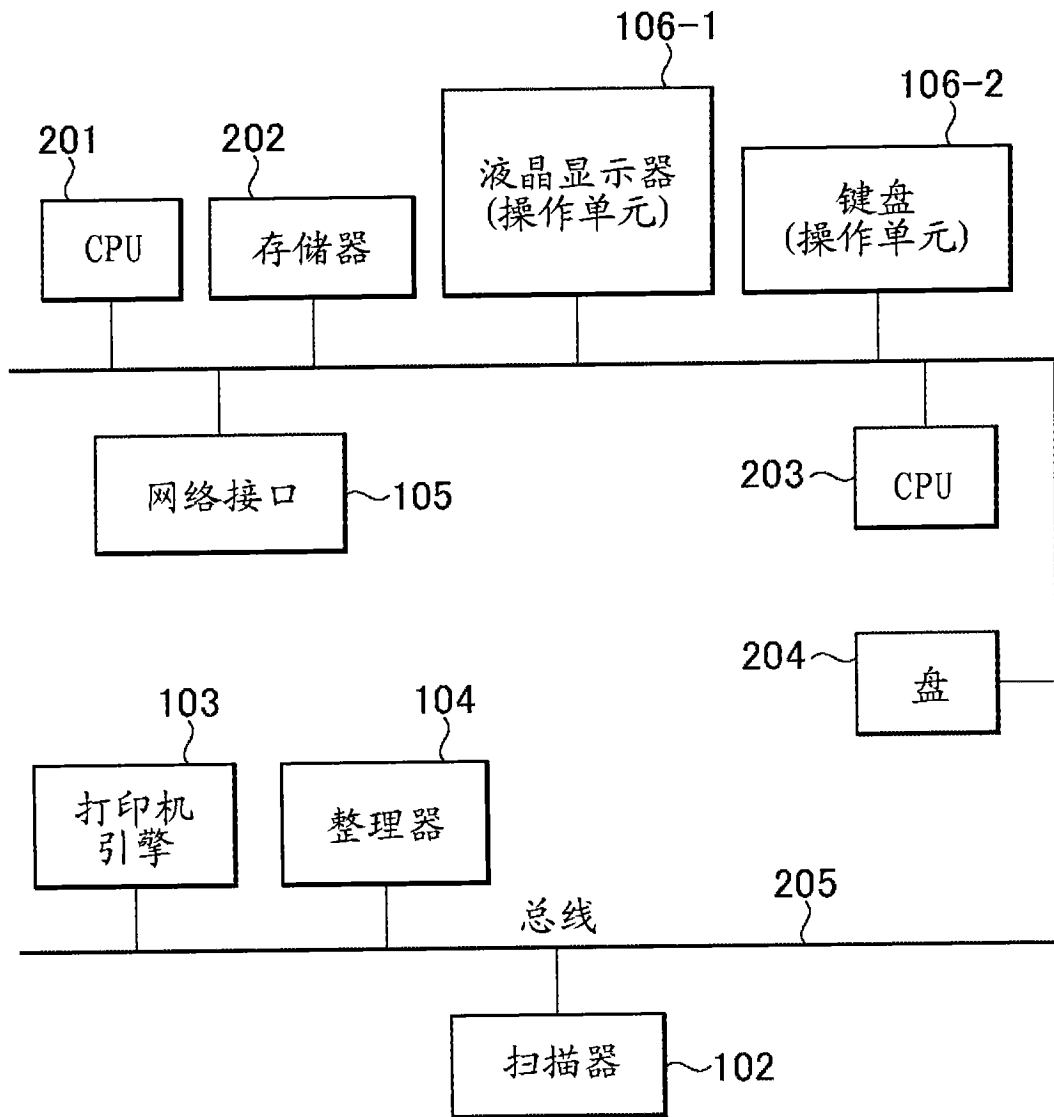 106-1
106-2
201
202
液晶显示器
(操作单元)
键盘
(操作单元)
CPU
存储器
网络接口
105
203
CPU
204
盘
103
104
打印机
引擎
整理器
总线
205
扫描器
102